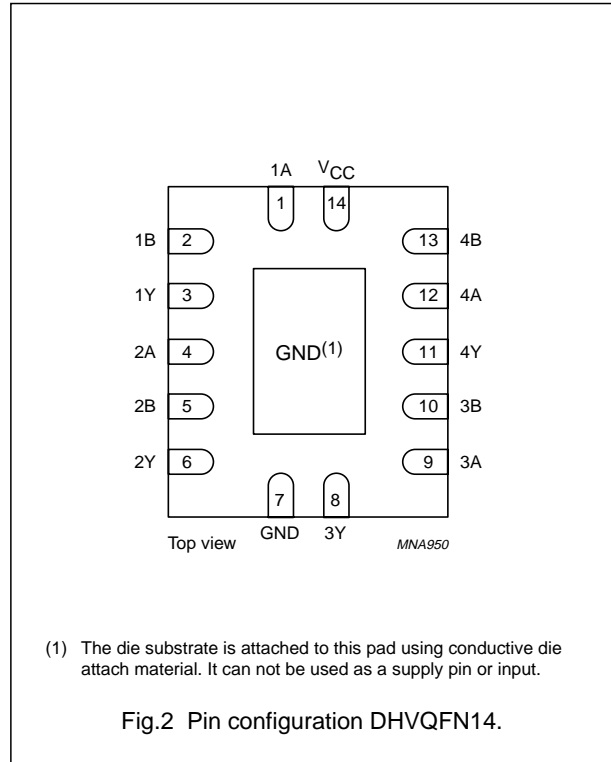 1A VCC
1 14
1B 2 13 4B
1Y 3 12 4A
2A 4 GND(1) 11 4Y
2B 5 10 3B
2Y 6 9 3A
7 8
Top view GND 3Y MNA950
(1) The die substrate is attached to this pad using conductive die
attach material. It can not be used as a supply pin or input.
Fig.2 Pin configuration DHVQFN14.